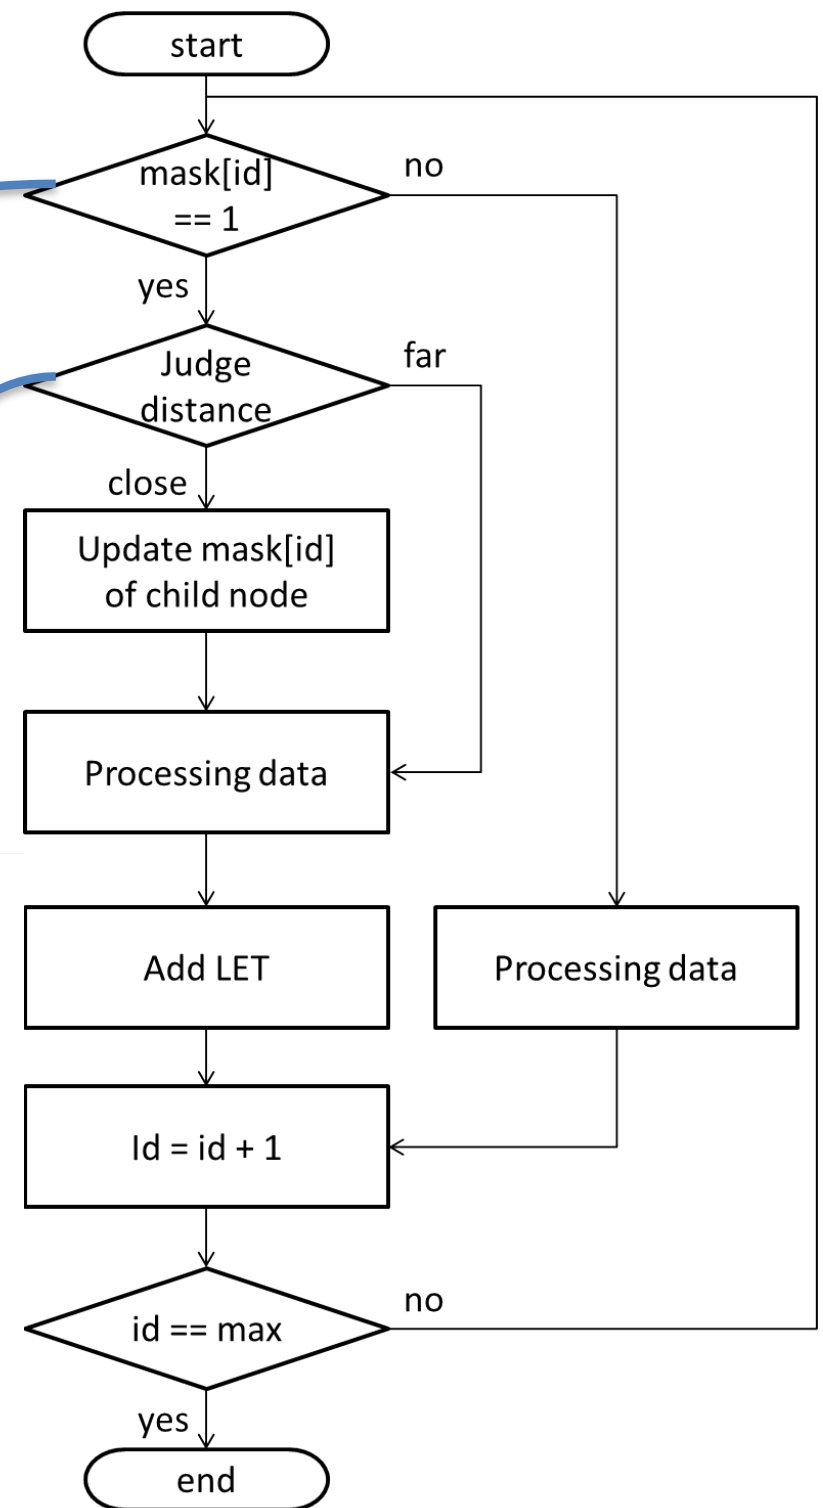 start
mask[id]
== 1
no
yes
Judge
distance
far
close
Update mask[id]
of child node
Processing data
Add LET
Processing data
Id = id + 1
id == max
no
yes
end